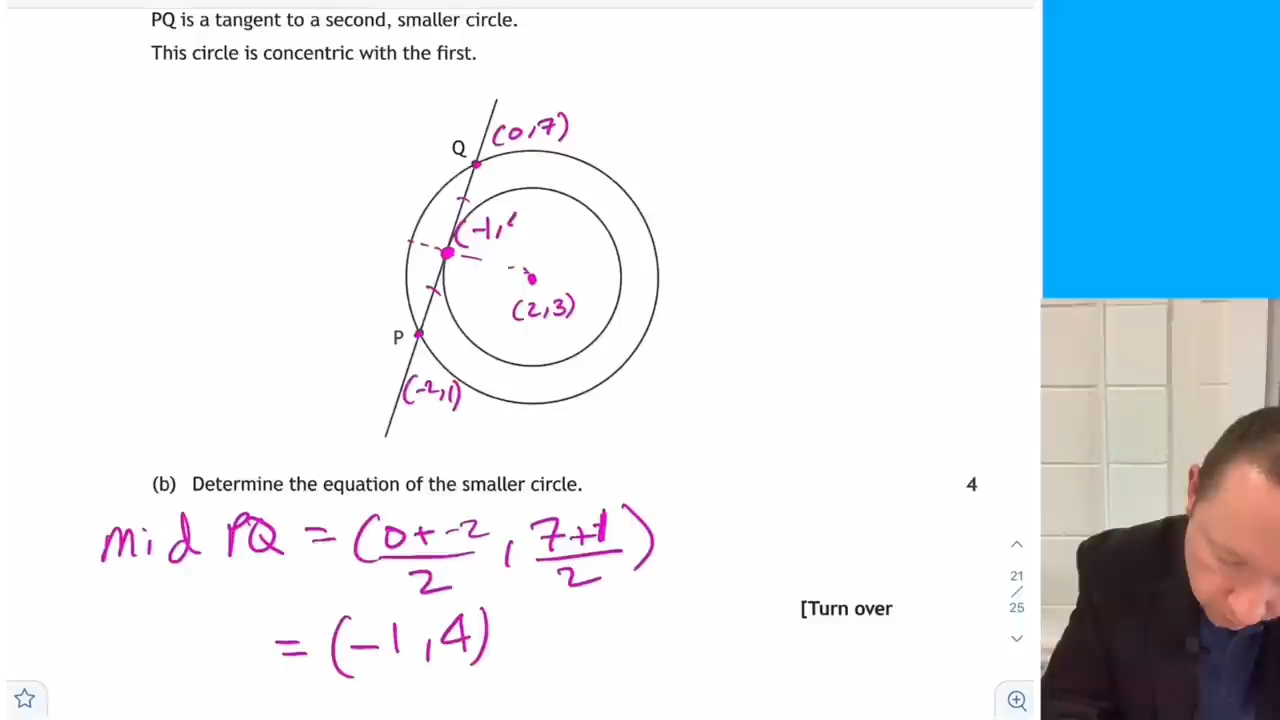 PQ is a tangent to a second, smaller circle.
This circle is concentric with the first.
Q (0,7)
(-1,
(2,3)
P
(-2,1)
(b) Determine the equation of the smaller circle. 4
mid PQ = (0+-2/2, 7+1/2)
= (-1,4)
[Turn over
21
/
25